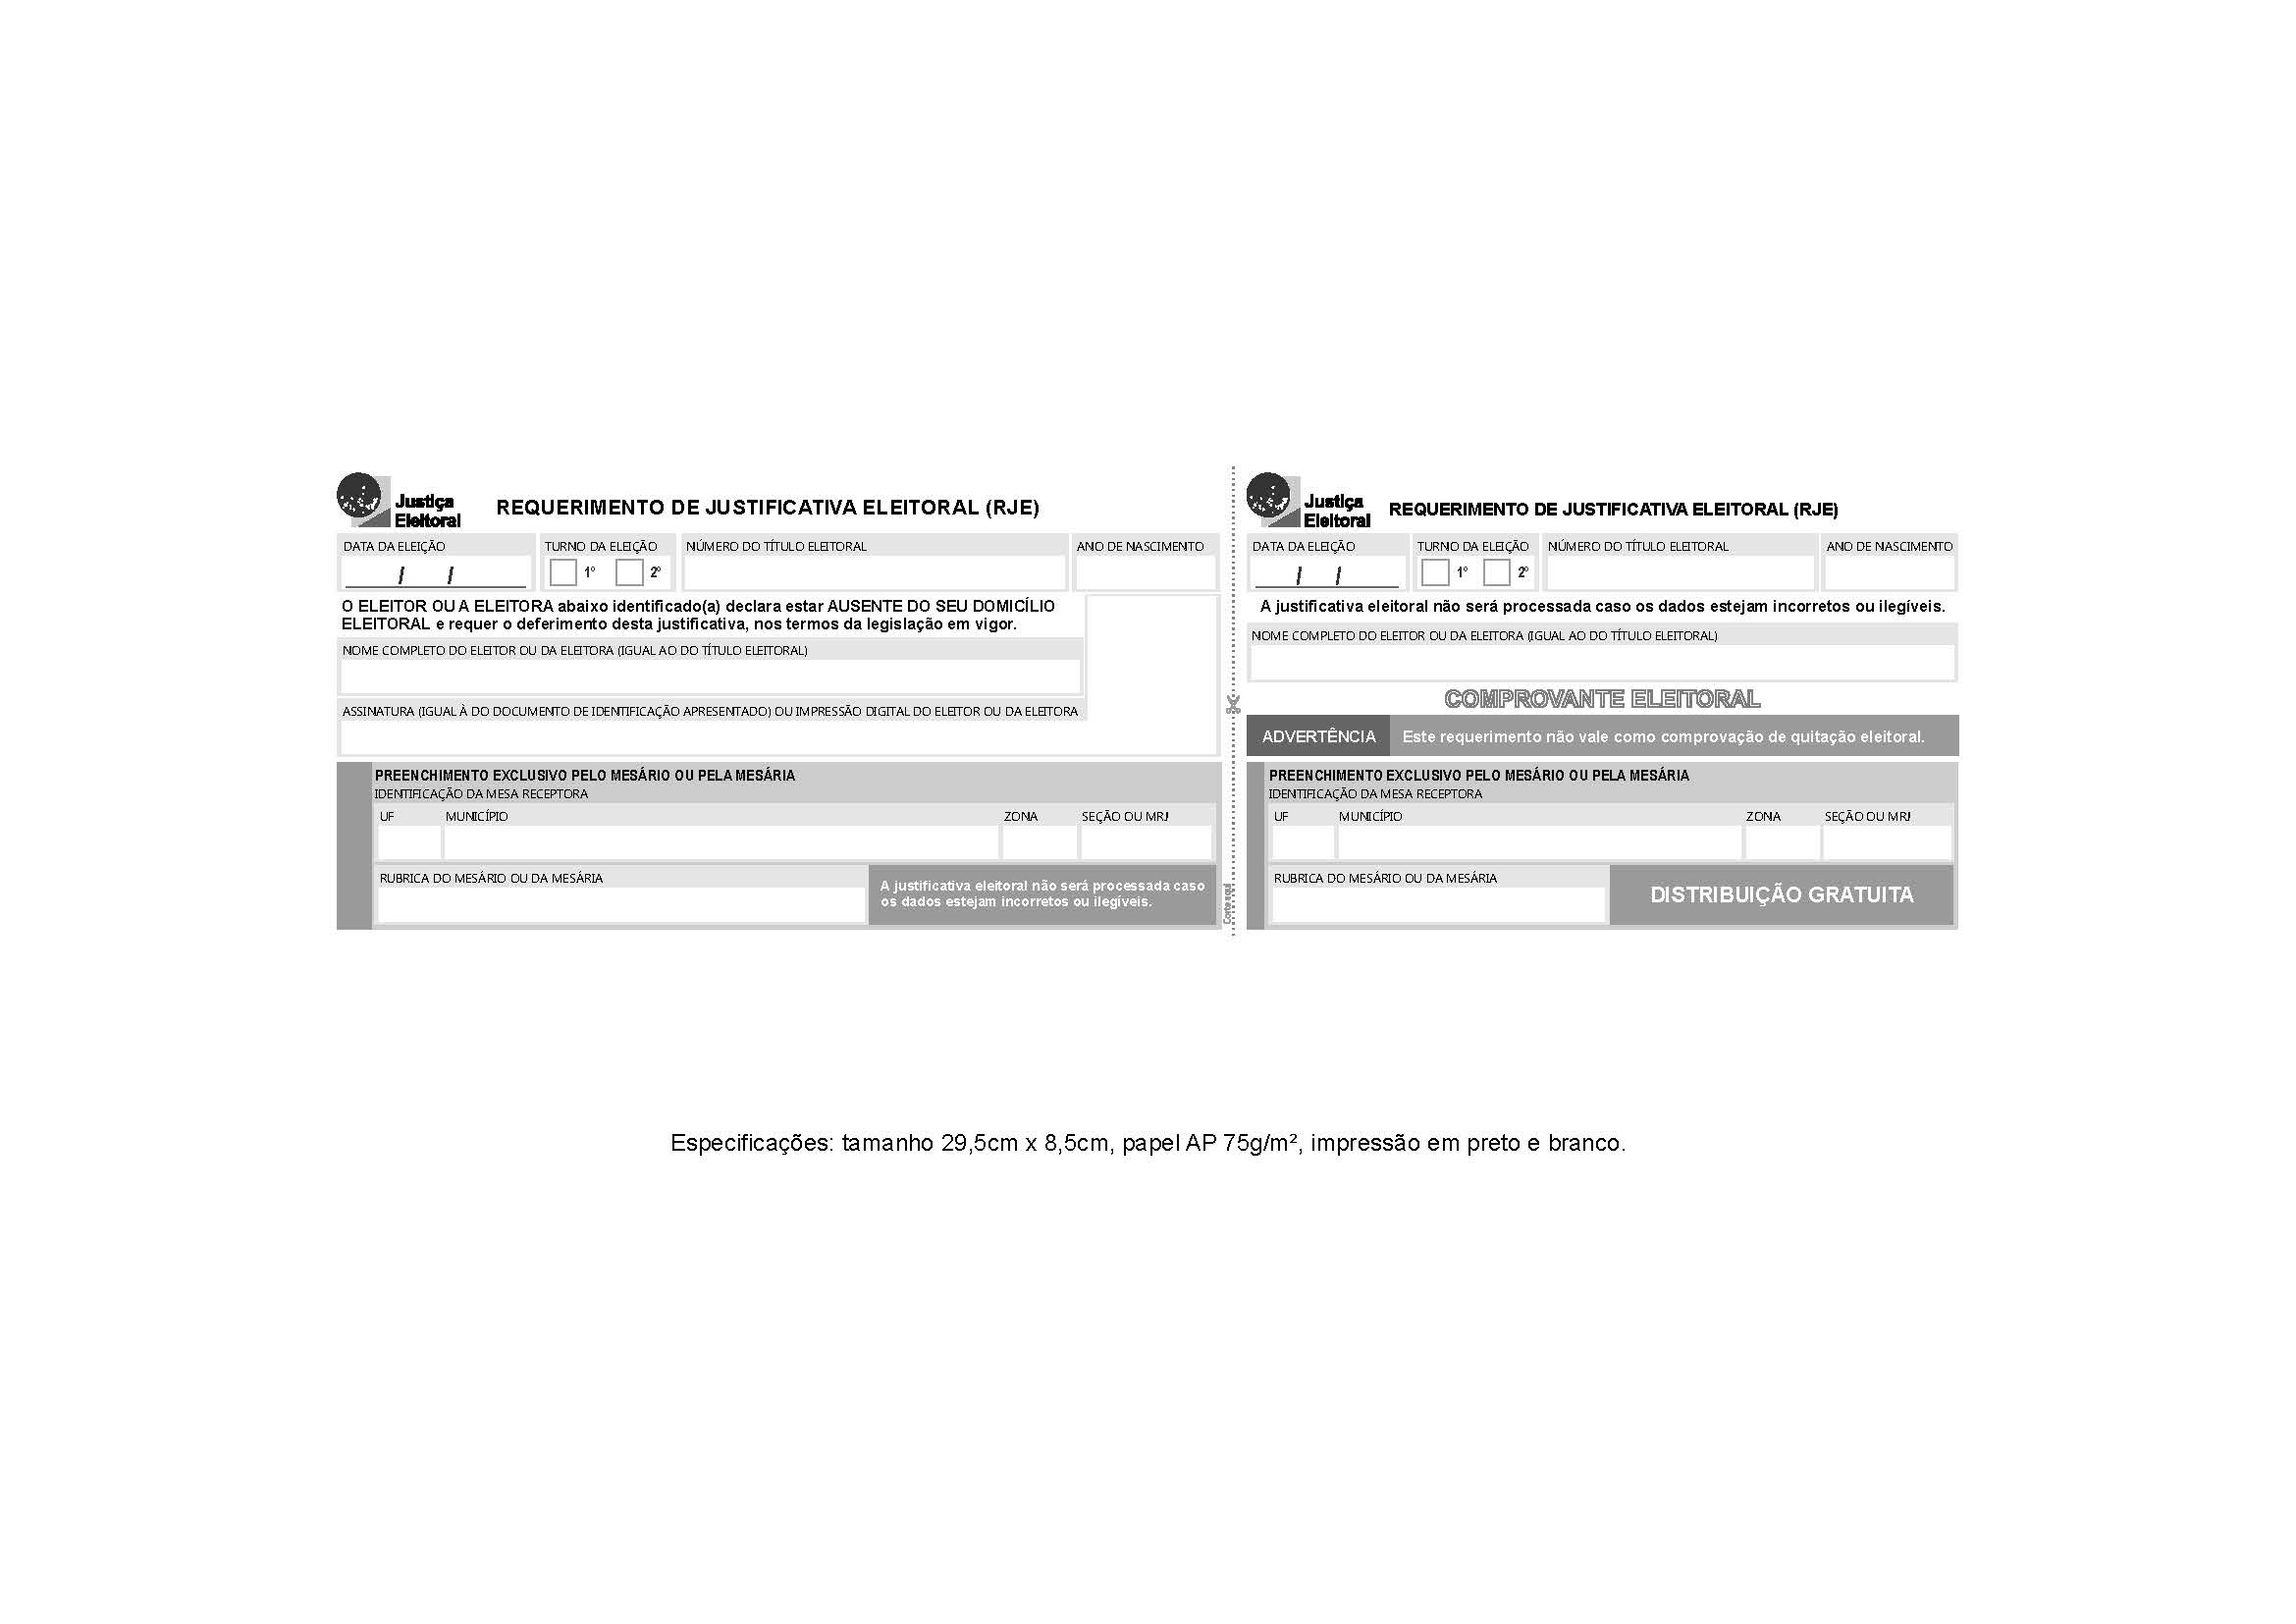 Justiça
Eleitoral
REQUERIMENTO DE JUSTIFICATIVA ELEITORAL (RJE)
DATA DA ELEIÇÃO
TURNO DA ELEIÇÃO
NÚMERO DO TÍTULO ELEITORAL
ANO DE NASCIMENTO
/ /
1º 2º
O ELEITOR OU A ELEITORA abaixo identificado(a) declara estar AUSENTE DO SEU DOMICÍLIO
ELEITORAL e requer o deferimento desta justificativa, nos termos da legislação em vigor.
NOME COMPLETO DO ELEITOR OU DA ELEITORA (IGUAL AO DO TÍTULO ELEITORAL)
ASSINATURA (IGUAL À DO DOCUMENTO DE IDENTIFICAÇÃO APRESENTADO) OU IMPRESSÃO DIGITAL DO ELEITOR OU DA ELEITORA
PREENCHIMENTO EXCLUSIVO PELO MESÁRIO OU PELA MESÁRIA
IDENTIFICAÇÃO DA MESA RECEPTORA
UF
MUNICÍPIO
ZONA
SEÇÃO OU MRJ
RUBRICA DO MESÁRIO OU DA MESÁRIA
A justificativa eleitoral não será processada caso
os dados estejam incorretos ou ilegíveis.
Corte aqui
Justiça
Eleitoral
REQUERIMENTO DE JUSTIFICATIVA ELEITORAL (RJE)
DATA DA ELEIÇÃO
TURNO DA ELEIÇÃO
NÚMERO DO TÍTULO ELEITORAL
ANO DE NASCIMENTO
/ /
1º 2º
A justificativa eleitoral não será processada caso os dados estejam incorretos ou ilegíveis.
NOME COMPLETO DO ELEITOR OU DA ELEITORA (IGUAL AO DO TÍTULO ELEITORAL)
COMPROVANTE ELEITORAL
ADVERTÊNCIA
Este requerimento não vale como comprovação de quitação eleitoral.
PREENCHIMENTO EXCLUSIVO PELO MESÁRIO OU PELA MESÁRIA
IDENTIFICAÇÃO DA MESA RECEPTORA
UF
MUNICÍPIO
ZONA
SEÇÃO OU MRJ
RUBRICA DO MESÁRIO OU DA MESÁRIA
DISTRIBUIÇÃO GRATUITA
Especificações: tamanho 29,5cm x 8,5cm, papel AP 75g/m², impressão em preto e branco.